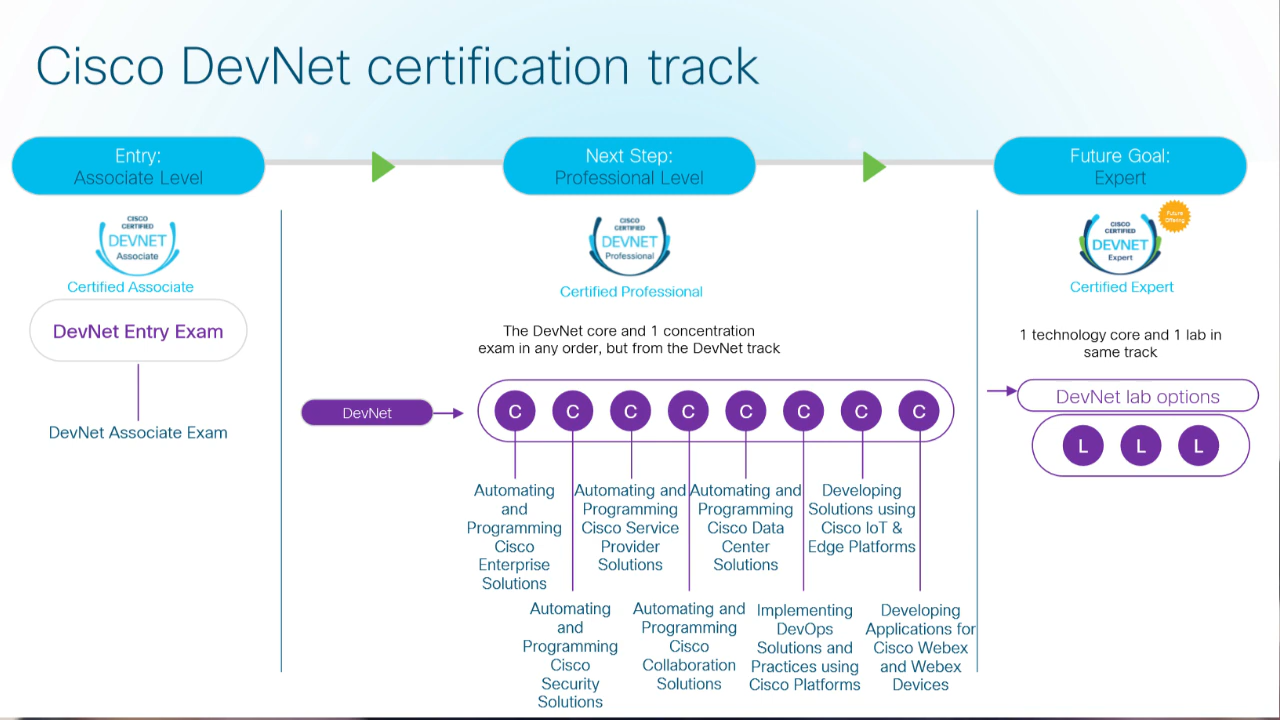 Cisco DevNet certification track
Entry:
Associate Level
Next Step:
Professional Level
Future Goal:
Expert
CISCO
CERTIFIED
DEVNET
Associate
Certified Associate
DevNet Entry Exam
DevNet Associate Exam
CISCO
CERTIFIED
DEVNET
Professional
Certified Professional
The DevNet core and 1 concentration
exam in any order, but from the DevNet track
DevNet
C C C C C C C C
Automating
and
Programming
Cisco
Enterprise
Solutions
Automating
and
Programming
Cisco
Security
Solutions
Automating and
Programming
Cisco Service
Provider
Solutions
Automating and
Programming
Cisco
Collaboration
Solutions
Automating and
Programming
Cisco Data
Center
Solutions
Implementing
DevOps
Solutions and
Practices using
Cisco Platforms
Developing
Solutions using
Cisco IoT &
Edge Platforms
Developing
Applications for
Cisco Webex
and Webex
Devices
CISCO
CERTIFIED
DEVNET
Expert
Future
Offering
Certified Expert
1 technology core and 1 lab in
same track
DevNet lab options
L L L